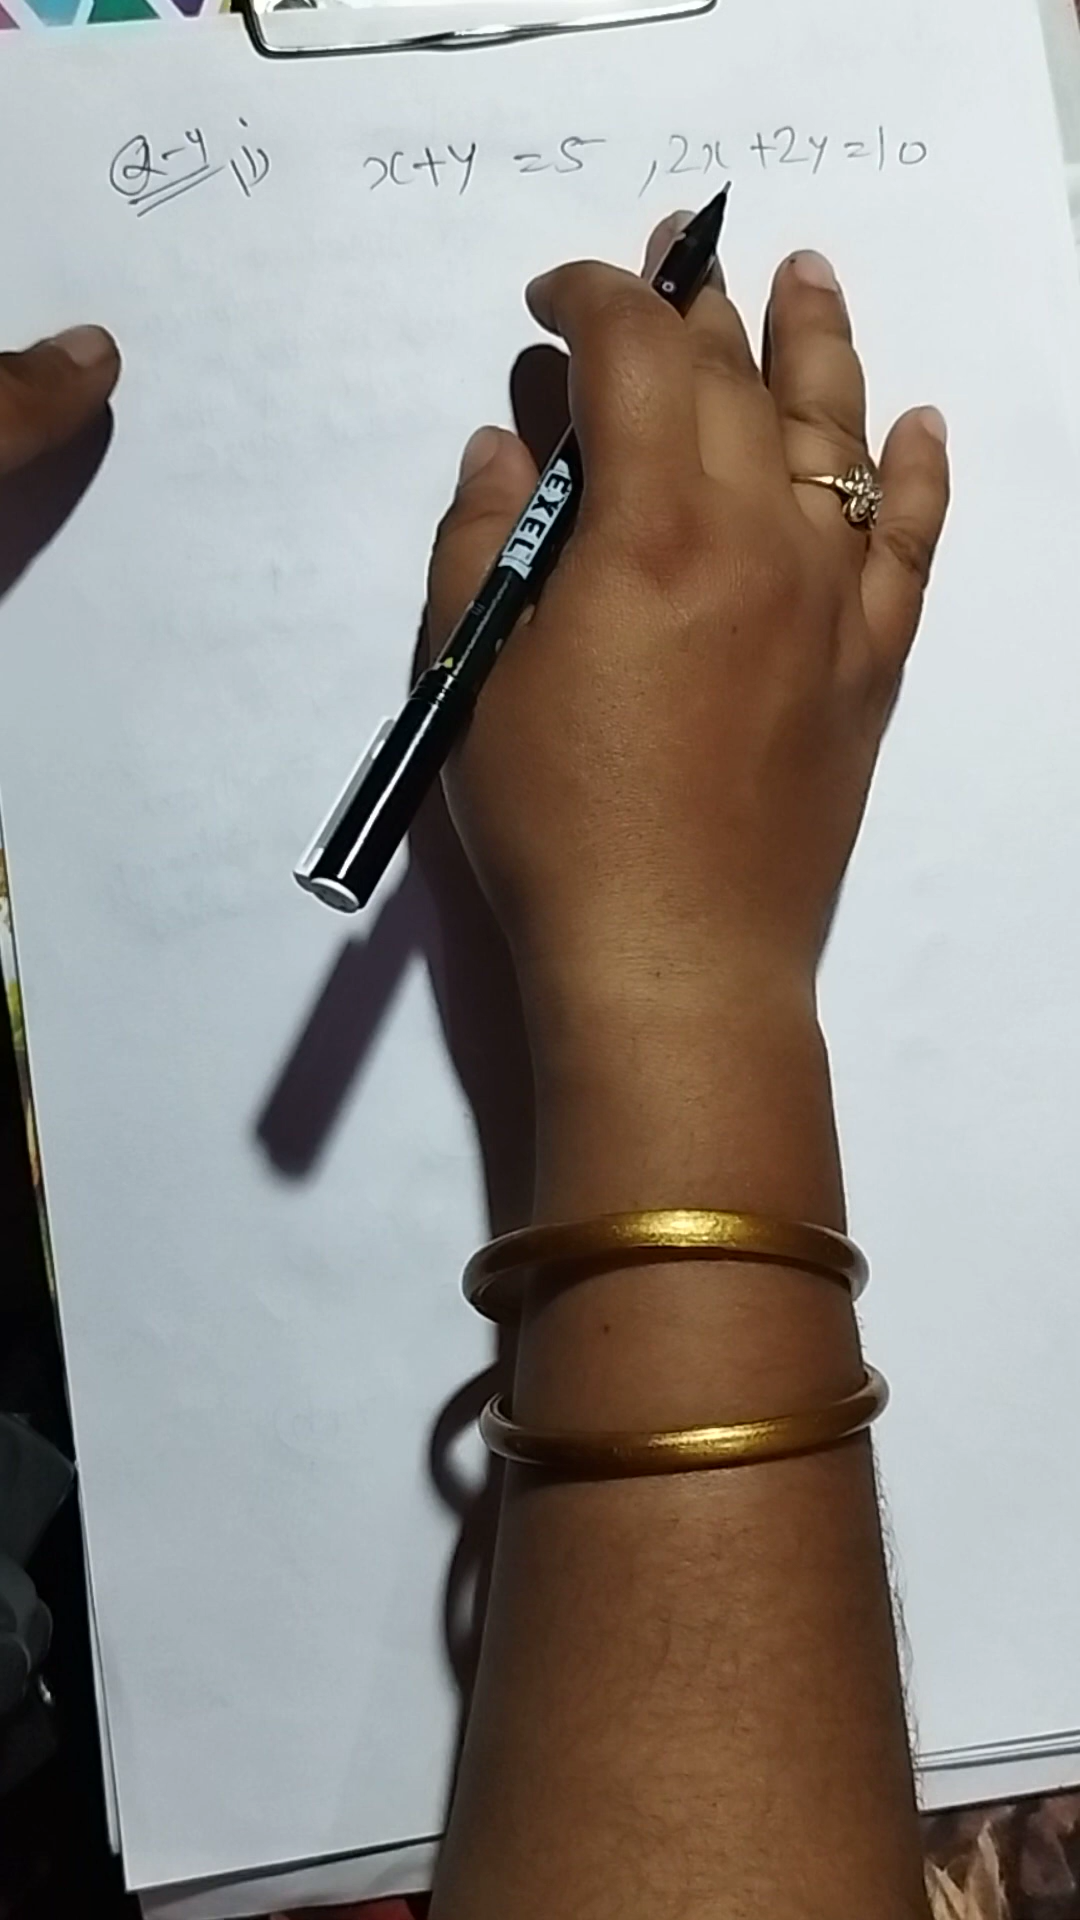 Q-4 i) x+y = 5 , 2x +2y = 10
EXEL